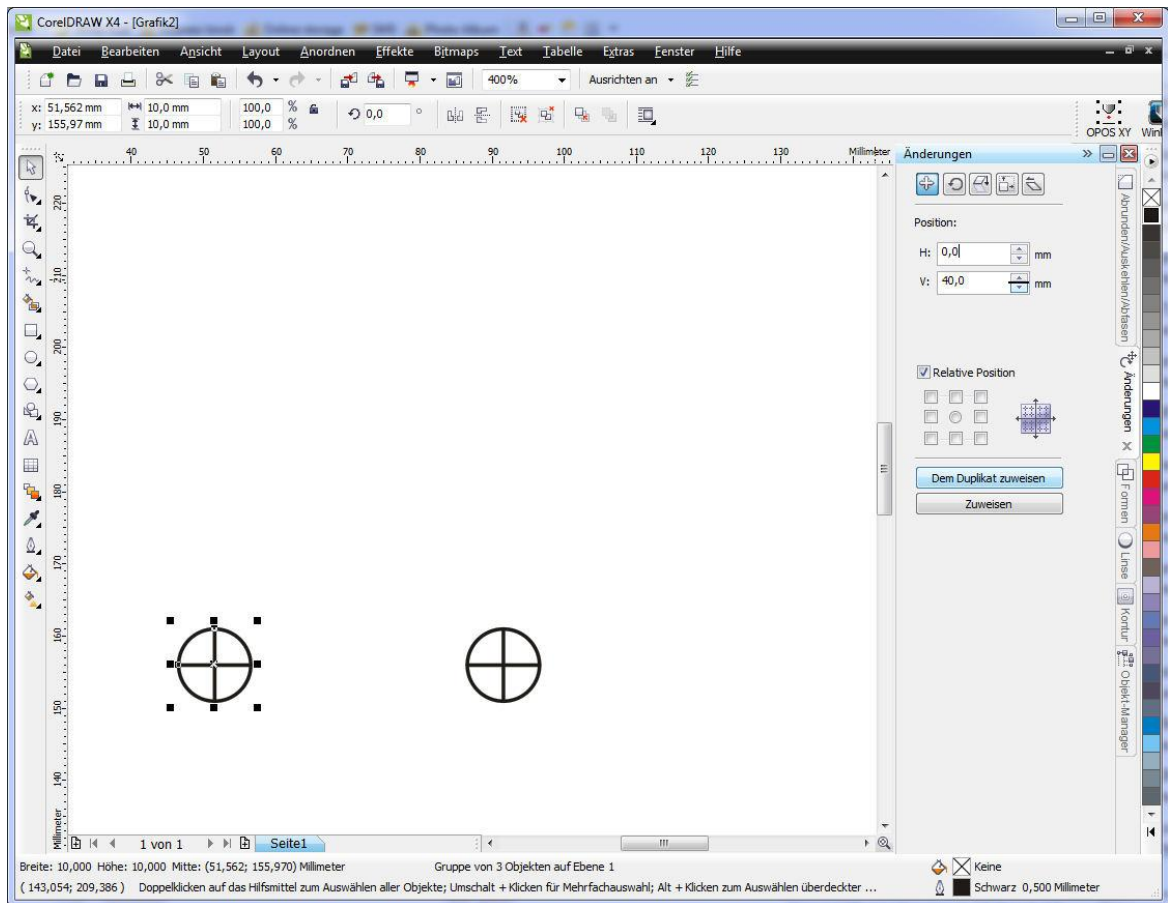 CorelDRAW X4 - [Grafik2]
Datei Bearbeiten Ansicht Layout Anordnen Effekte Bitmaps Text Tabelle Extras Fenster Hilfe
400% Ausrichten an
x: 51,562 mm 10,0 mm 100,0 % 0,0 °
y: 155,97 mm 10,0 mm 100,0 %
OPOS XY
40 50 60 70 80 90 100 110 120 130 Millimeter
220
210
200
190
180
170
160
150
140
Millimeter
Änderungen
Position:
H: 0,0 mm
V: 40,0 mm
Relative Position
Dem Duplikat zuweisen
Zuweisen
Abrunden/Auskehlen/Abfasen
Änderungen
Formen
Linse
Kontur
Objekt-Manager
1 von 1 Seite1
Breite: 10,000 Höhe: 10,000 Mitte: (51,562; 155,970) Millimeter Gruppe von 3 Objekten auf Ebene 1 Keine
( 143,054; 209,386 ) Doppelklicken auf das Hilfsmittel zum Auswählen aller Objekte; Umschalt + Klicken für Mehrfachauswahl; Alt + Klicken zum Auswählen überdeckter ... Schwarz 0,500 Millimeter